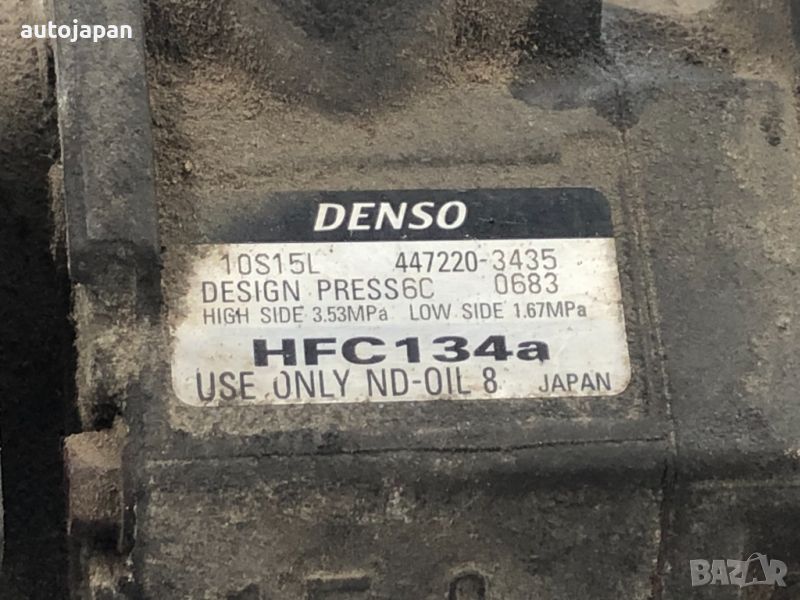 autojapan
DENSO
10S15L 447220-3435
DESIGN PRESS6C 0683
HIGH SIDE 3.53MPa LOW SIDE 1.67MPa
HFC134a
USE ONLY ND-OIL 8 JAPAN
BAZAR